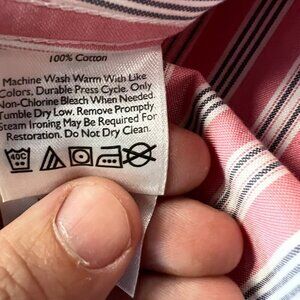 100% Cotton
Machine Wash Warm With Like
Colors. Durable Press Cycle. Only
Non-Chlorine Bleach When Needed
Tumble Dry Low. Remove Promptly.
Steam Ironing May Be Required For
Restoration. Do Not Dry Clean.
40C